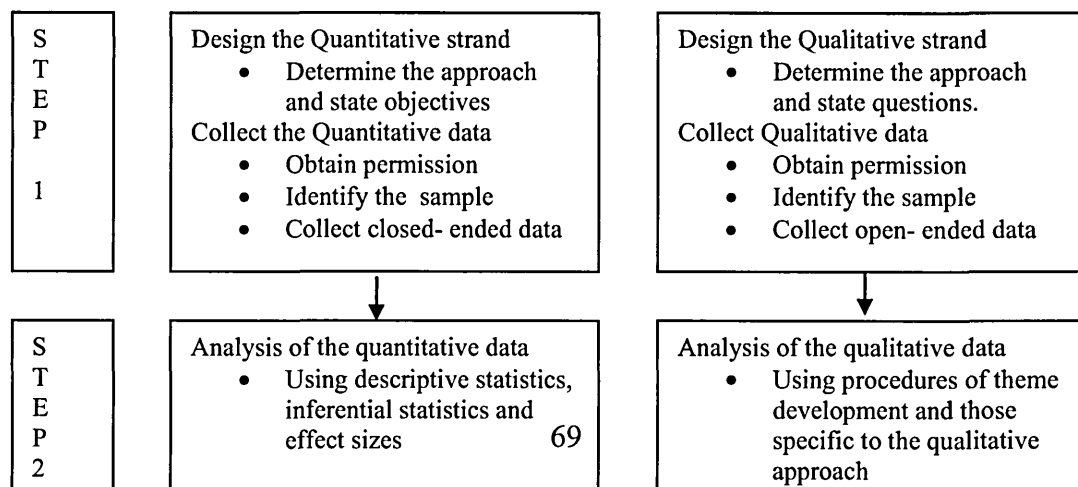 S
T
E
P
1
Design the Quantitative strand
• Determine the approach
and state objectives
Collect the Quantitative data
• Obtain permission
• Identify the sample
• Collect closed- ended data
Design the Qualitative strand
• Determine the approach
and state questions.
Collect Qualitative data
• Obtain permission
• Identify the sample
• Collect open- ended data
S
T
E
P
2
Analysis of the quantitative data
• Using descriptive statistics,
inferential statistics and
effect sizes
69
Analysis of the qualitative data
• Using procedures of theme
development and those
specific to the qualitative
approach